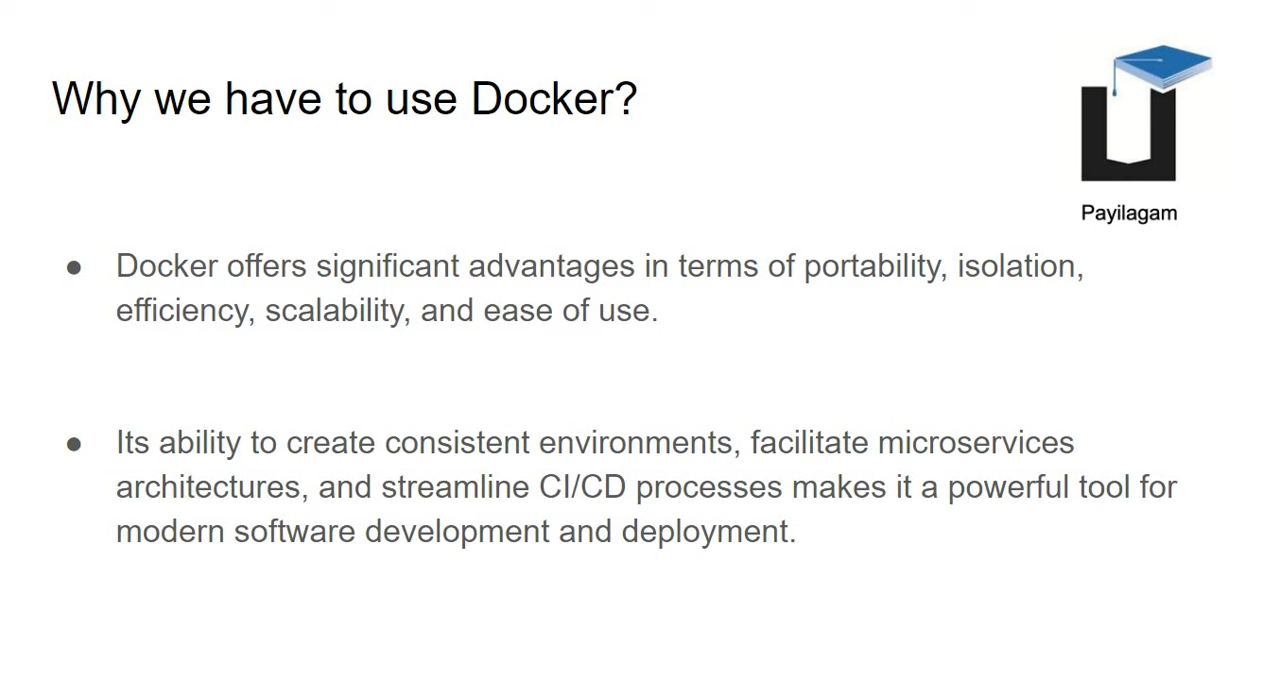 Why we have to use Docker?
Payilagam
● Docker offers significant advantages in terms of portability, isolation,
efficiency, scalability, and ease of use.
● Its ability to create consistent environments, facilitate microservices
architectures, and streamline CI/CD processes makes it a powerful tool for
modern software development and deployment.